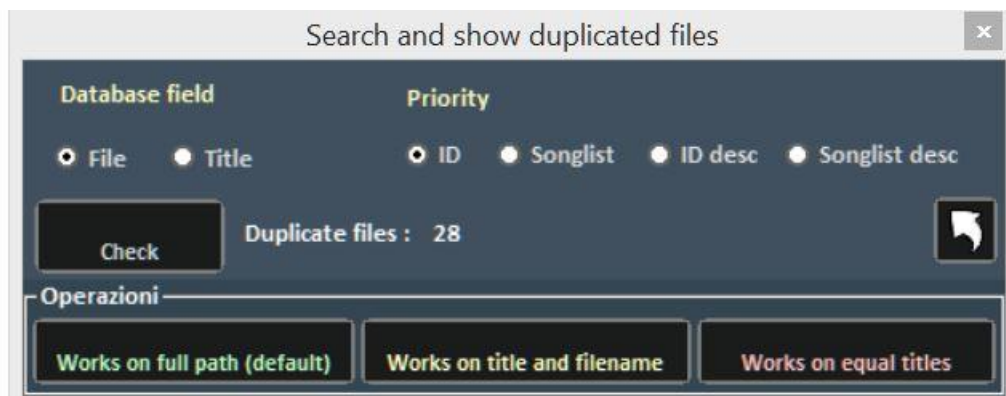 Search and show duplicated files
Database field Priority
File Title ID Songlist ID desc Songlist desc
Check Duplicate files : 28
Operazioni
Works on full path (default) Works on title and filename Works on equal titles